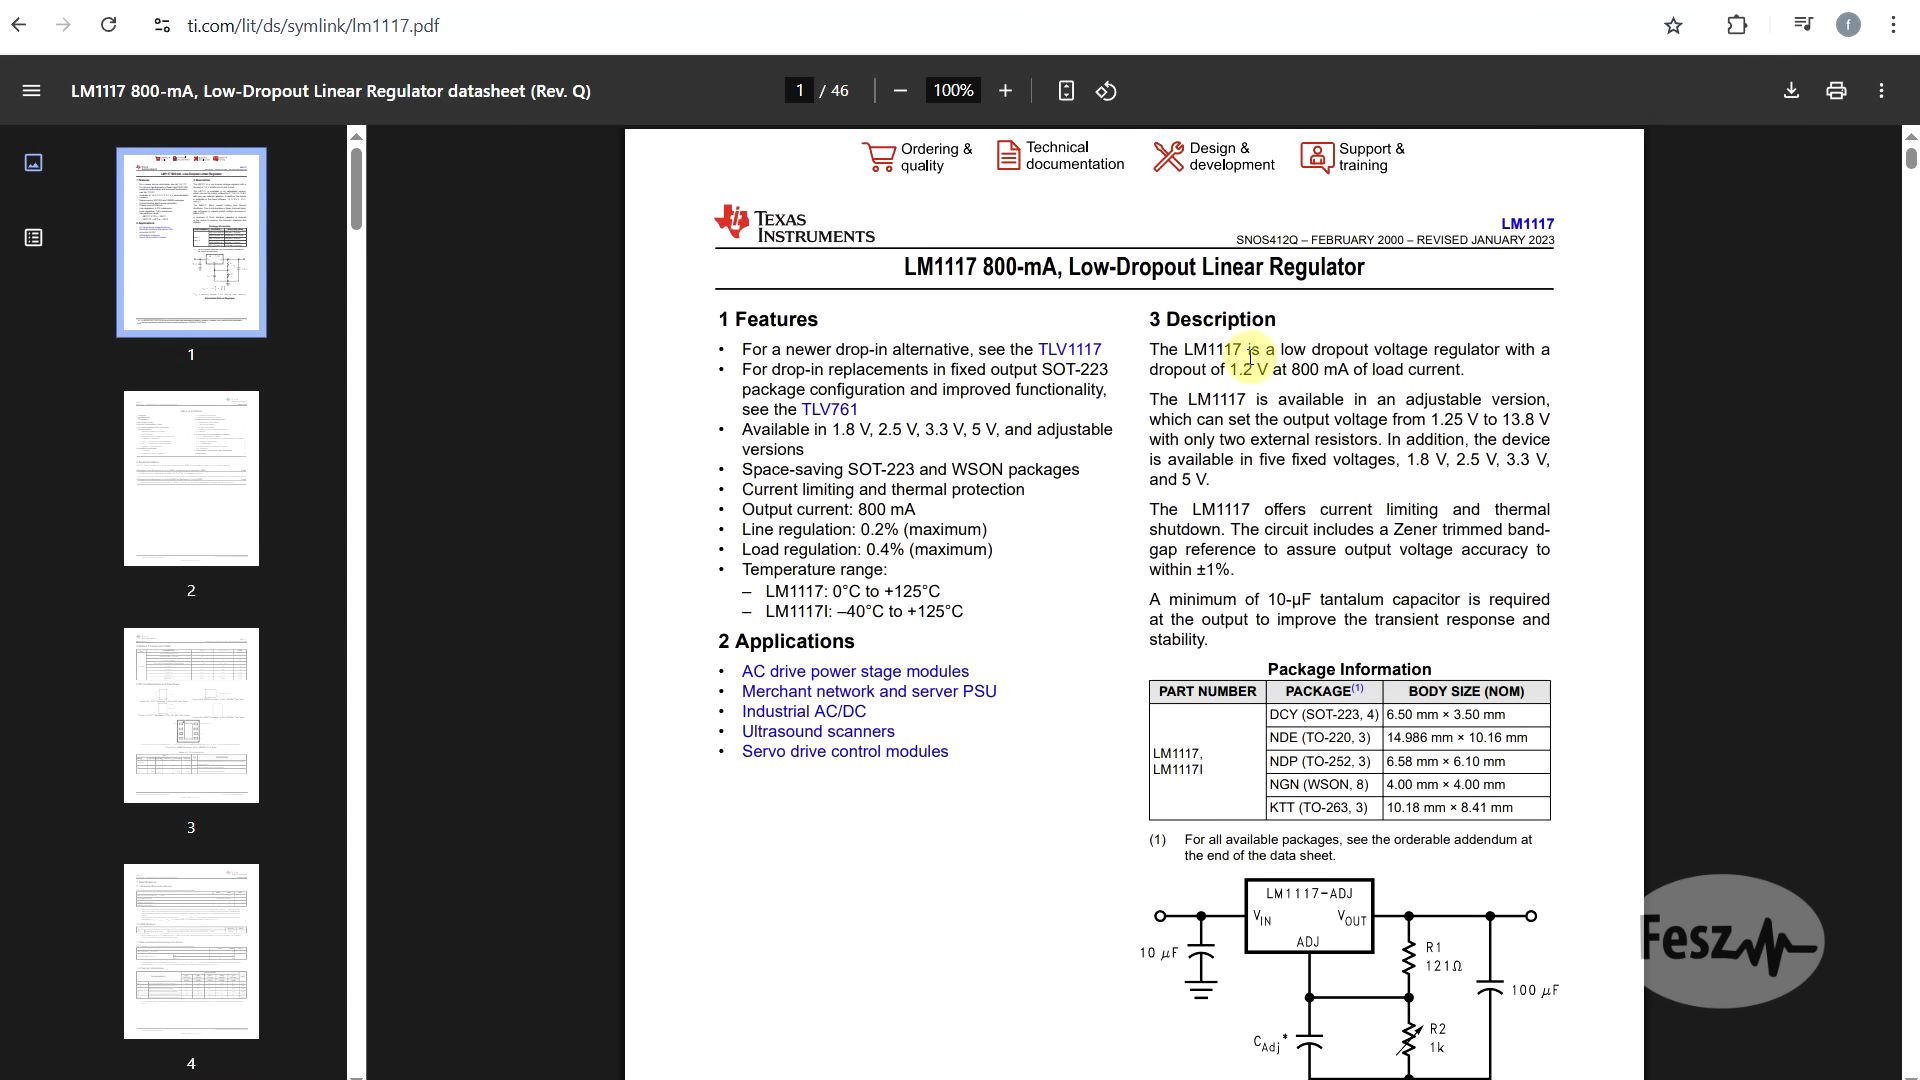 ti.com/lit/ds/symlink/lm1117.pdf
f
LM1117 800-mA, Low-Dropout Linear Regulator datasheet (Rev. Q)
1 / 46
100%
1
2
3
4
Ordering &
quality
Technical
documentation
Design &
development
Support &
training
TEXAS
INSTRUMENTS
LM1117
SNOS412Q – FEBRUARY 2000 – REVISED JANUARY 2023
LM1117 800-mA, Low-Dropout Linear Regulator
1 Features
• For a newer drop-in alternative, see the TLV1117
• For drop-in replacements in fixed output SOT-223
package configuration and improved functionality,
see the TLV761
• Available in 1.8 V, 2.5 V, 3.3 V, 5 V, and adjustable
versions
• Space-saving SOT-223 and WSON packages
• Current limiting and thermal protection
• Output current: 800 mA
• Line regulation: 0.2% (maximum)
• Load regulation: 0.4% (maximum)
• Temperature range:
– LM1117: 0°C to +125°C
– LM1117I: –40°C to +125°C
2 Applications
• AC drive power stage modules
• Merchant network and server PSU
• Industrial AC/DC
• Ultrasound scanners
• Servo drive control modules
3 Description
The LM1117 is a low dropout voltage regulator with a
dropout of 1.2 V at 800 mA of load current.
The LM1117 is available in an adjustable version,
which can set the output voltage from 1.25 V to 13.8 V
with only two external resistors. In addition, the device
is available in five fixed voltages, 1.8 V, 2.5 V, 3.3 V,
and 5 V.
The LM1117 offers current limiting and thermal
shutdown. The circuit includes a Zener trimmed band-
gap reference to assure output voltage accuracy to
within ±1%.
A minimum of 10-µF tantalum capacitor is required
at the output to improve the transient response and
stability.
Package Information
PART NUMBER PACKAGE(1) BODY SIZE (NOM)
LM1117,
LM1117I
DCY (SOT-223, 4) 6.50 mm × 3.50 mm
NDE (TO-220, 3) 14.986 mm × 10.16 mm
NDP (TO-252, 3) 6.58 mm × 6.10 mm
NGN (WSON, 8) 4.00 mm × 4.00 mm
KTT (TO-263, 3) 10.18 mm × 8.41 mm
(1) For all available packages, see the orderable addendum at
the end of the data sheet.
LM1117-ADJ
VIN VOUT
ADJ
10 µF
R1
121Ω
100 µF
CAdj*
R2
1k
Fesz